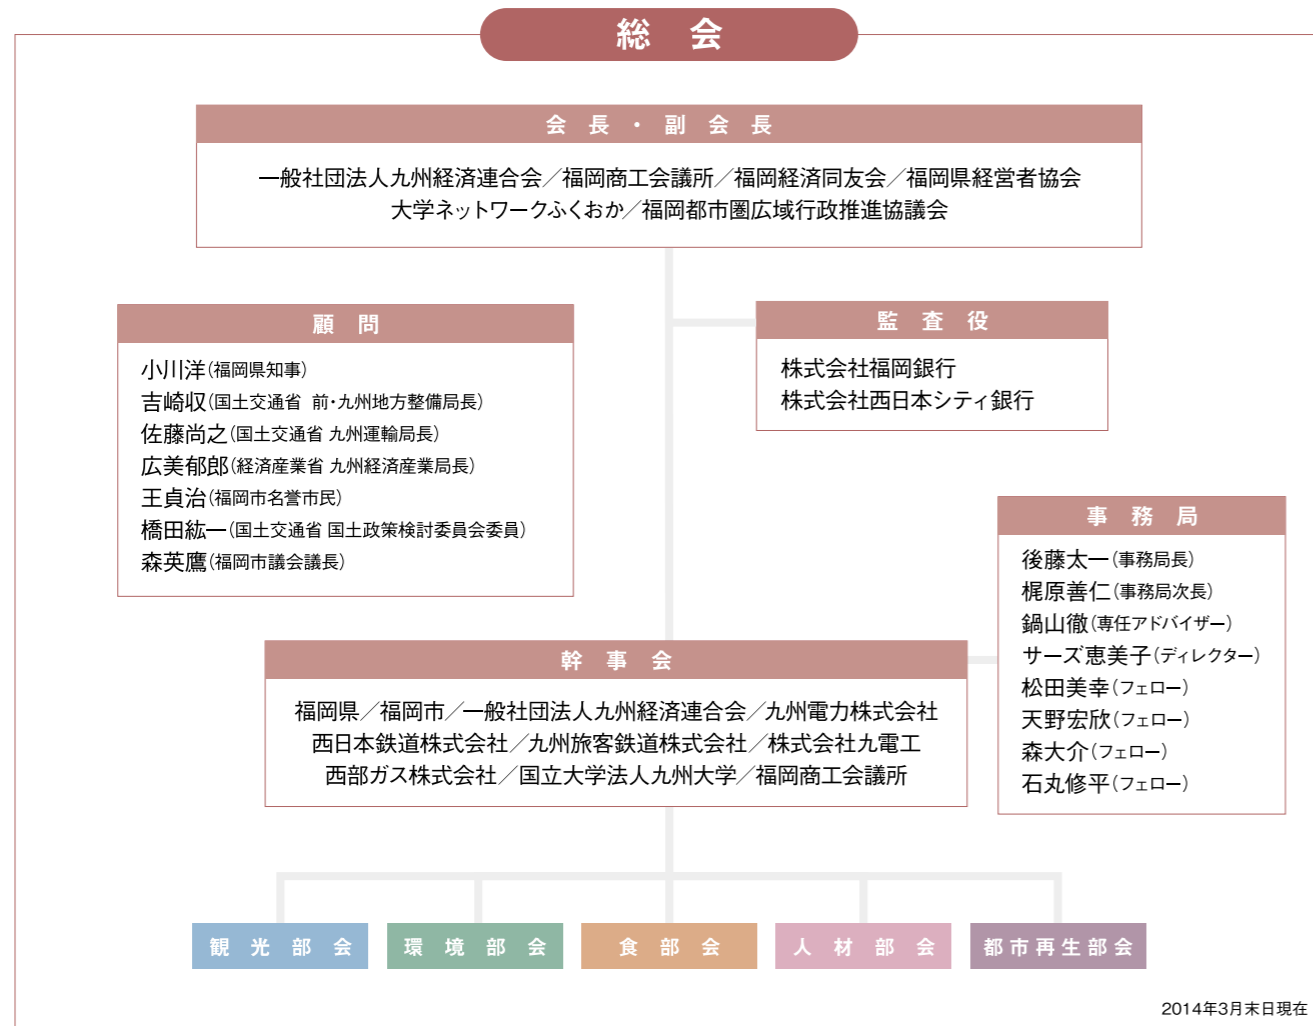 総会
会長・副会長
一般社団法人九州経済連合会／福岡商工会議所／福岡経済同友会／福岡県経営者協会
大学ネットワークふくおか／福岡都市圏広域行政推進協議会
顧問
小川洋(福岡県知事)
吉崎収(国土交通省 前・九州地方整備局長)
佐藤尚之(国土交通省 九州運輸局長)
広美郁郎(経済産業省 九州経済産業局長)
王貞治(福岡市名誉市民)
橋田紘一(国土交通省 国土政策検討委員会委員)
森英鷹(福岡市議会議長)
監査役
株式会社福岡銀行
株式会社西日本シティ銀行
事務局
後藤太一(事務局長)
梶原善仁(事務局次長)
鍋山徹(専任アドバイザー)
サーズ恵美子(ディレクター)
松田美幸(フェロー)
天野宏欣(フェロー)
森大介(フェロー)
石丸修平(フェロー)
幹事会
福岡県／福岡市／一般社団法人九州経済連合会／九州電力株式会社
西日本鉄道株式会社／九州旅客鉄道株式会社／株式会社九電工
西部ガス株式会社／国立大学法人九州大学／福岡商工会議所
観光部会
環境部会
食部会
人材部会
都市再生部会
2014年3月末日現在